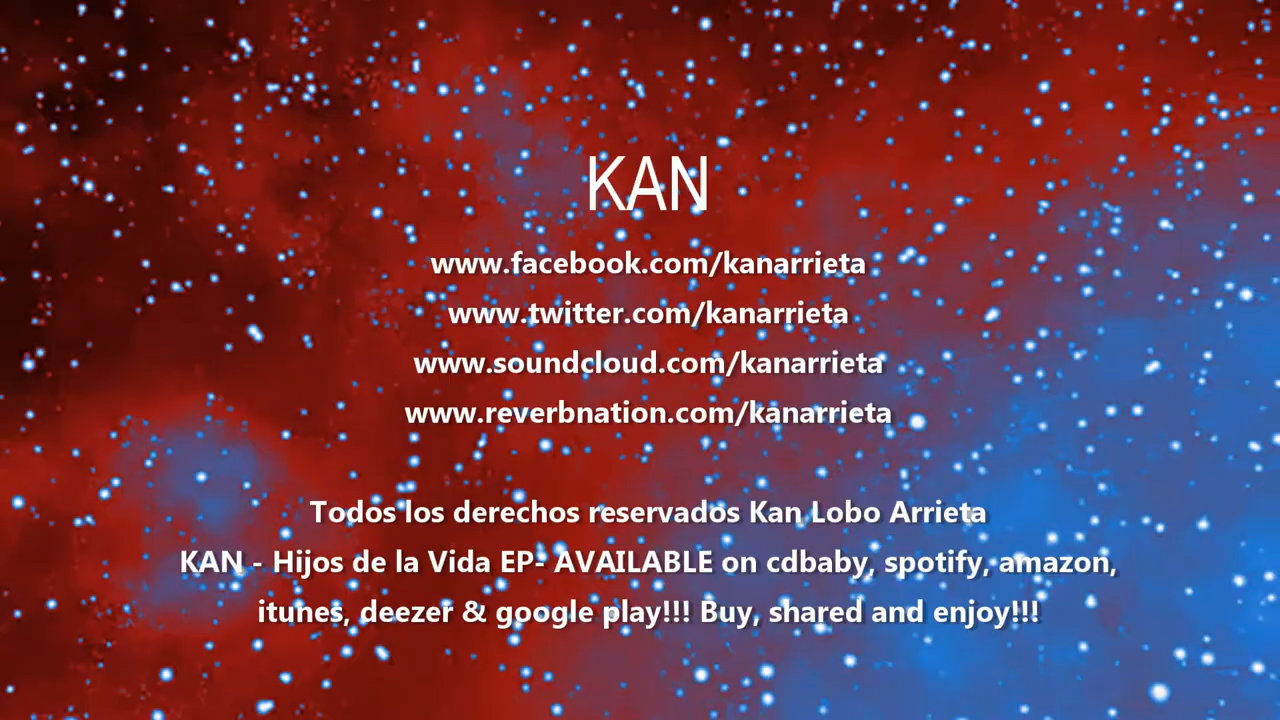 KAN
www.facebook.com/kanarrieta
www.twitter.com/kanarrieta
www.soundcloud.com/kanarrieta
www.reverbnation.com/kanarrieta
Todos los derechos reservados Kan Lobo Arrieta
KAN - Hijos de la Vida EP- AVAILABLE on cdbaby, spotify, amazon,
itunes, deezer & google play!!! Buy, shared and enjoy!!!